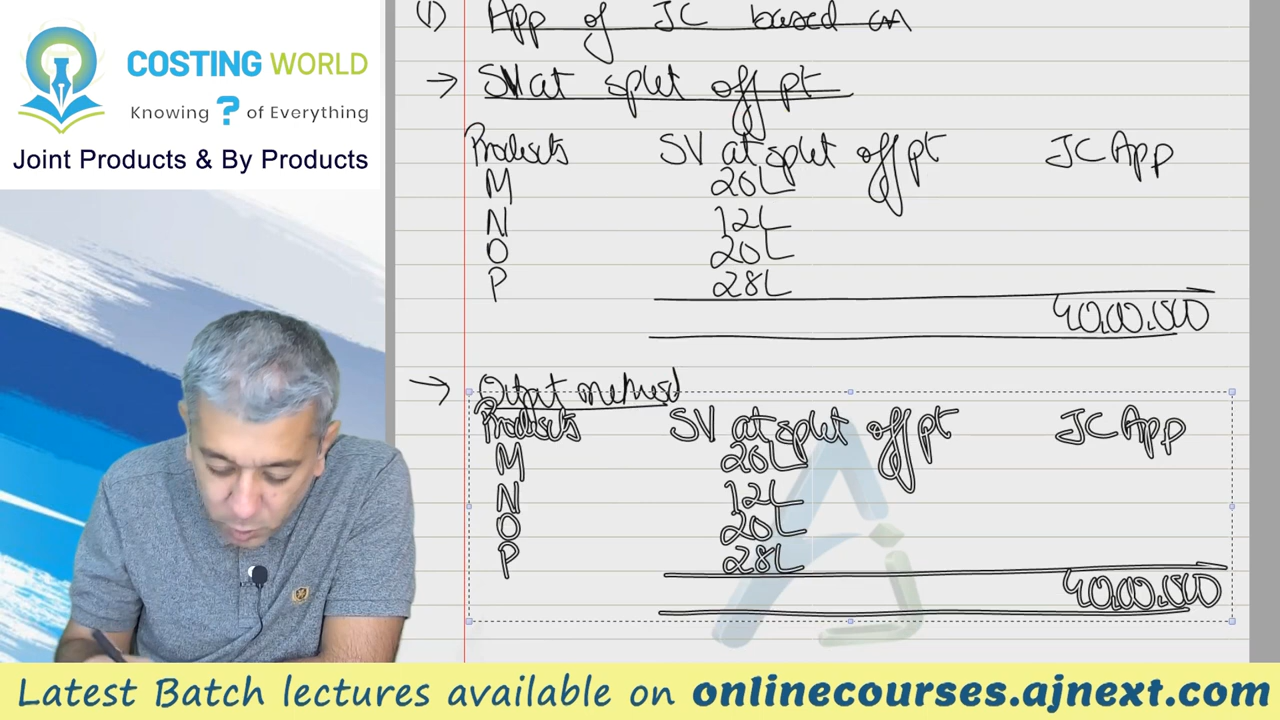 COSTING WORLD
Knowing ? of Everything
Joint Products & By Products
(1) App of JC based on
→ SV at split off pt
Products SV at split off pt JC App
M 20L
N 12L
O 20L
P 28L
40,00,000
→ Output method
Products SV at split off pt JC App
M 20L
N 12L
O 20L
P 28L
40,00,000
Latest Batch lectures available on onlinecourses.ajnext.com